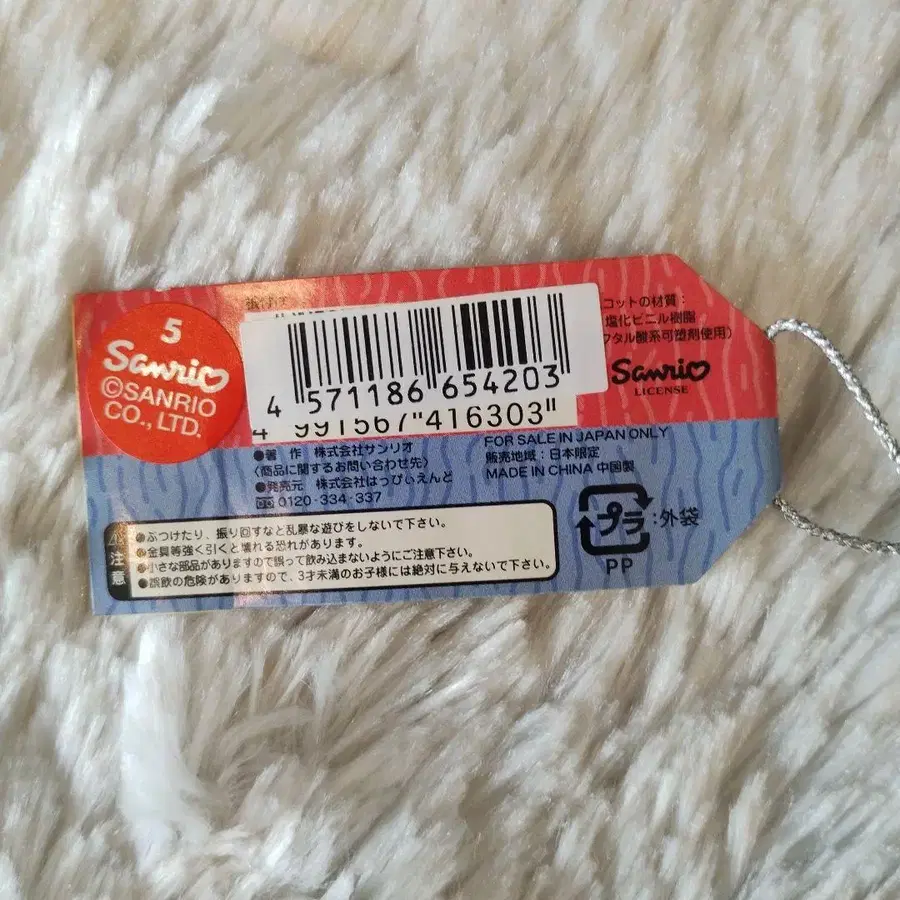 5
Sanrio
©SANRIO
CO., LTD.
コットの材質：
塩化ビニル樹脂
フタル酸系可塑剤使用）
Sanrio
LICENSE
4 571186 654203
4 991567 416303
●著 作 株式会社サンリオ
〈商品に関するお問い合わせ先〉
●発売元 株式会社はっぴぃえんど
0120-334-337
FOR SALE IN JAPAN ONLY
販売地域：日本限定
MADE IN CHINA 中国製
プラ：外袋
PP
注意
●ぶつけたり、振り回すなど乱暴な遊びをしないで下さい。
●金具等強く引くと壊れる恐れがあります。
●小さな部品がありますので誤って飲み込まないようにご注意下さい。
●誤飲の危険がありますので、3才未満のお子様には絶対に与えないで下さい。